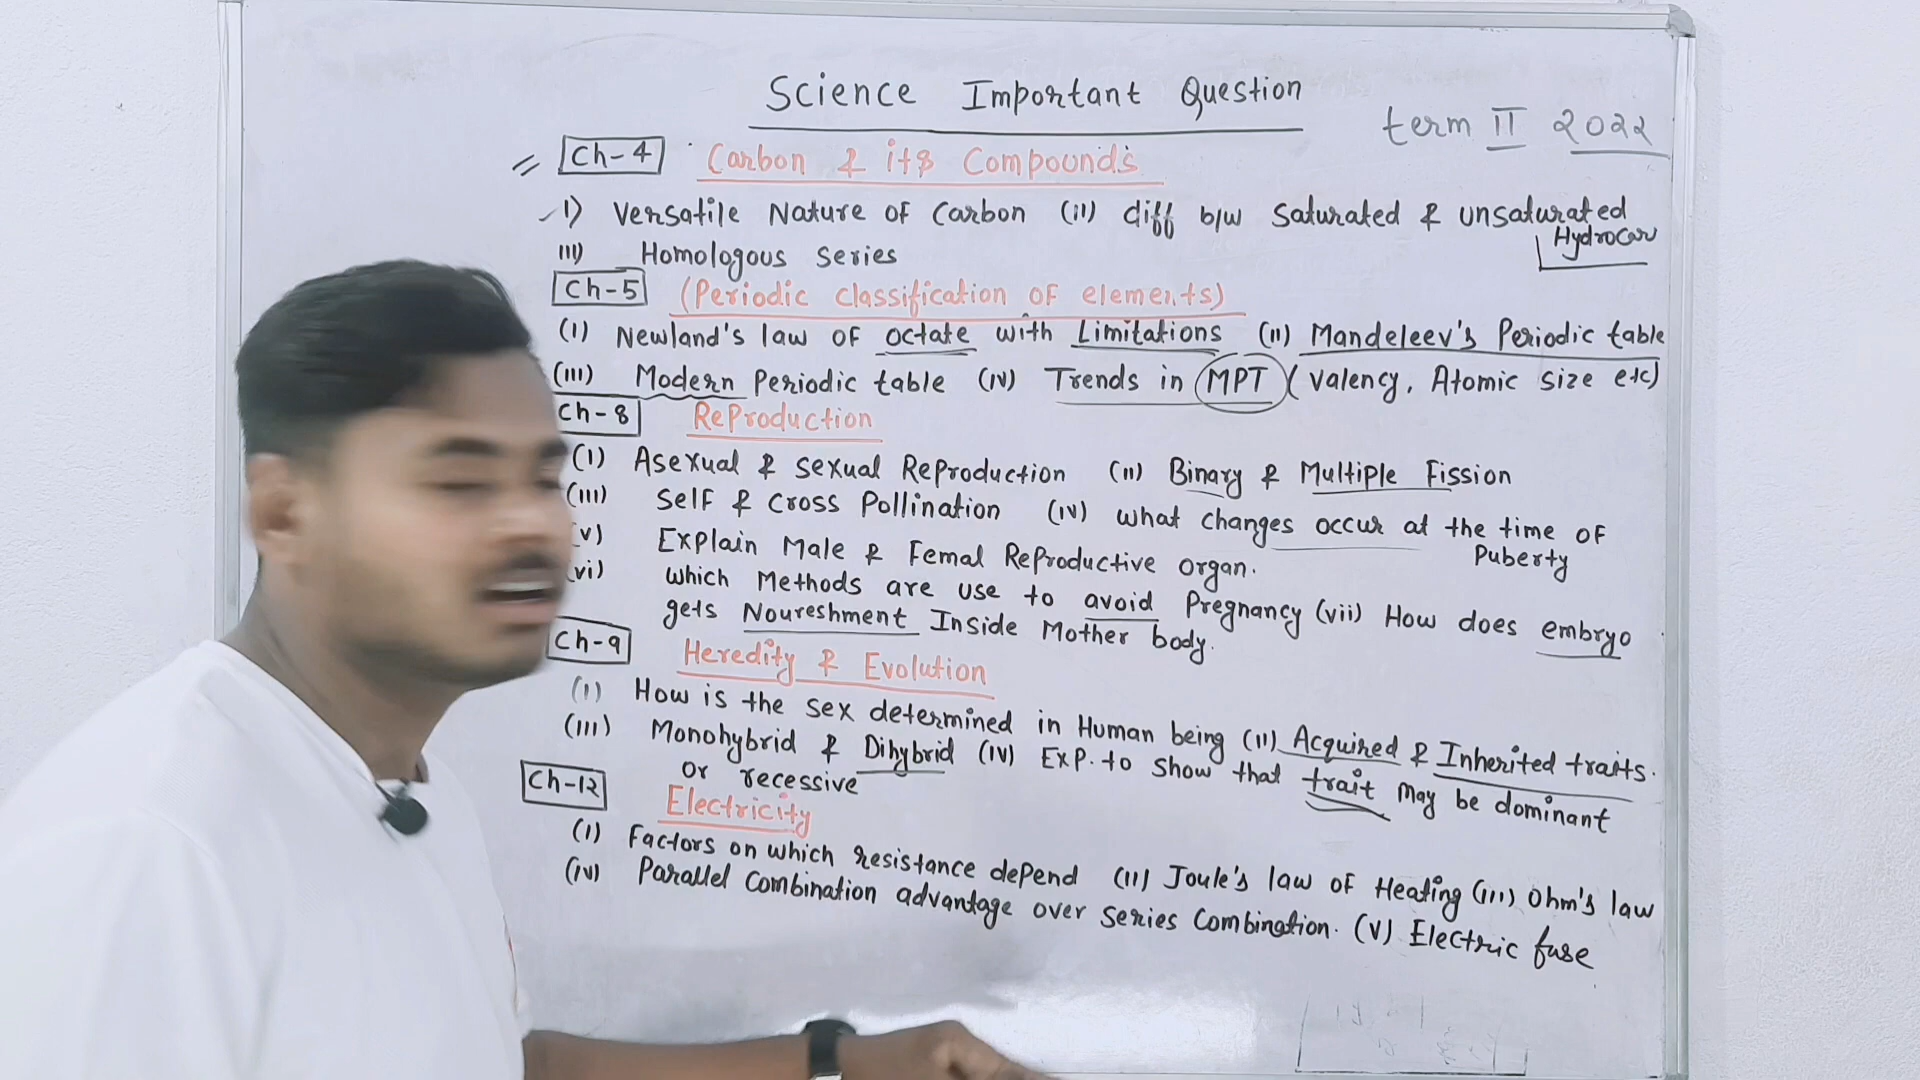 Science Important Question
term II 2022
Ch-4 Carbon & its Compounds
I) Versatile Nature of Carbon (II) diff b/w Saturated & unsaturated
Hydrocar
III) Homologous Series
Ch-5 (Periodic classification of elements)
(I) Newland's law of octate with Limitations (II) Mandeleev's Periodic table
(III) Modern Periodic table (IV) Trends in MPT (Valency, Atomic size etc)
Ch-8 Reproduction
(I) Asexual & Sexual Reproduction (II) Binary & Multiple Fission
(III) Self & Cross Pollination (IV) what changes occur at the time of
Puberty
v) Explain Male & Femal Reproductive organ.
vi) which Methods are use to avoid Pregnancy (vii) How does embryo
gets Noureshment Inside Mother body.
Ch-9 Heredity & Evolution
(I) How is the sex determined in Human being (II) Acquired & Inherited traits.
(III) Monohybrid & Dihybrid (IV) Exp. to show that trait may be dominant
or recessive
Ch-12 Electricity
(I) Factors on which resistance depend (II) Joule's law of Heating (III) Ohm's law
(IV) Parallel Combination advantage over Series Combination. (V) Electric fuse